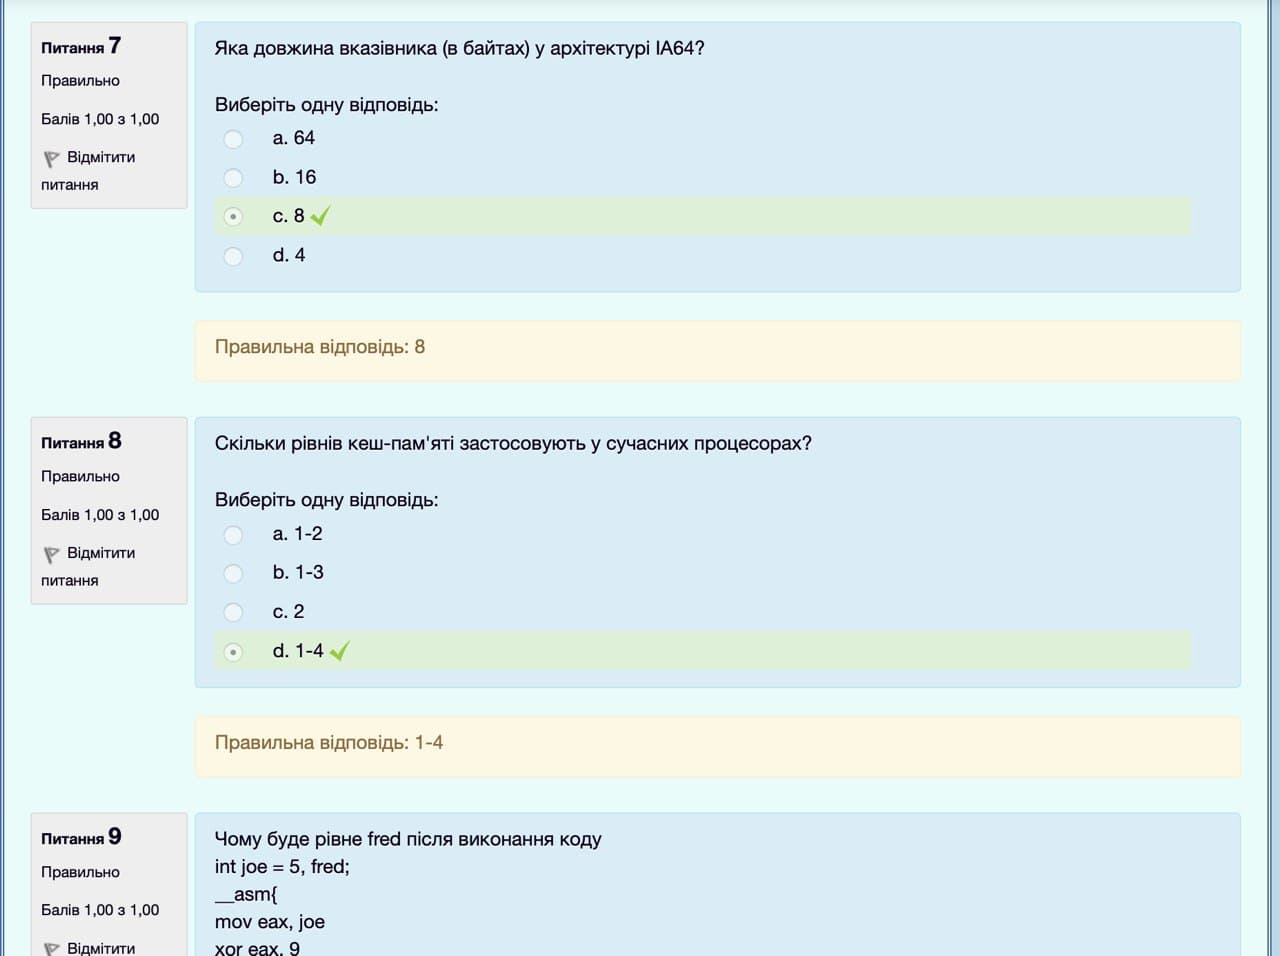 Питання 7
Правильно
Балів 1,00 з 1,00
Відмітити
питання
Яка довжина вказівника (в байтах) у архітектурі IA64?
Виберіть одну відповідь:
a. 64
b. 16
c. 8
d. 4
Правильна відповідь: 8
Питання 8
Правильно
Балів 1,00 з 1,00
Відмітити
питання
Скільки рівнів кеш-пам'яті застосовують у сучасних процесорах?
Виберіть одну відповідь:
a. 1-2
b. 1-3
c. 2
d. 1-4
Правильна відповідь: 1-4
Питання 9
Правильно
Балів 1,00 з 1,00
Відмітити
Чому буде рівне fred після виконання коду
int joe = 5, fred;
__asm{
mov eax, joe
xor eax, 9